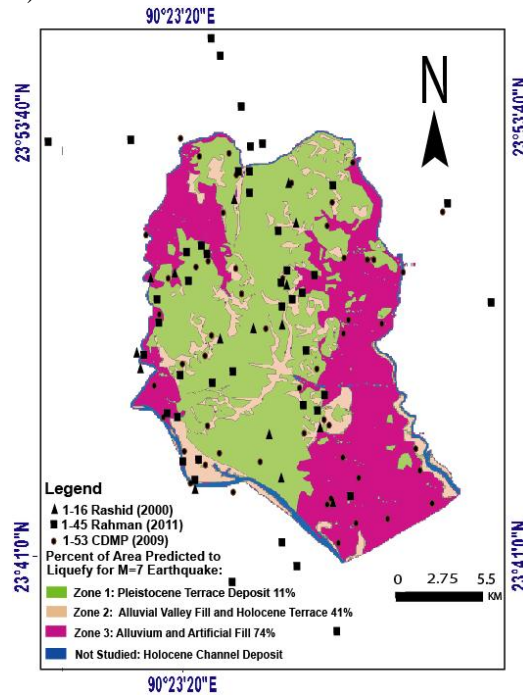 90°23'20"E
N
23°53'40"N
23°53'40"N
Legend
1-16 Rashid (2000)
1-45 Rahman (2011)
1-53 CDMP (2009)
Percent of Area Predicted to
Liquefy for M=7 Earthquake:
Zone 1: Pleistocene Terrace Deposit 11%
Zone 2: Alluvial Valley Fill and Holocene Terrace 41%
Zone 3: Alluvium and Artificial Fill 74%
Not Studied: Holocene Channel Deposit
0 2.75 5.5
KM
23°41'0"N
23°41'0"N
90°23'20"E